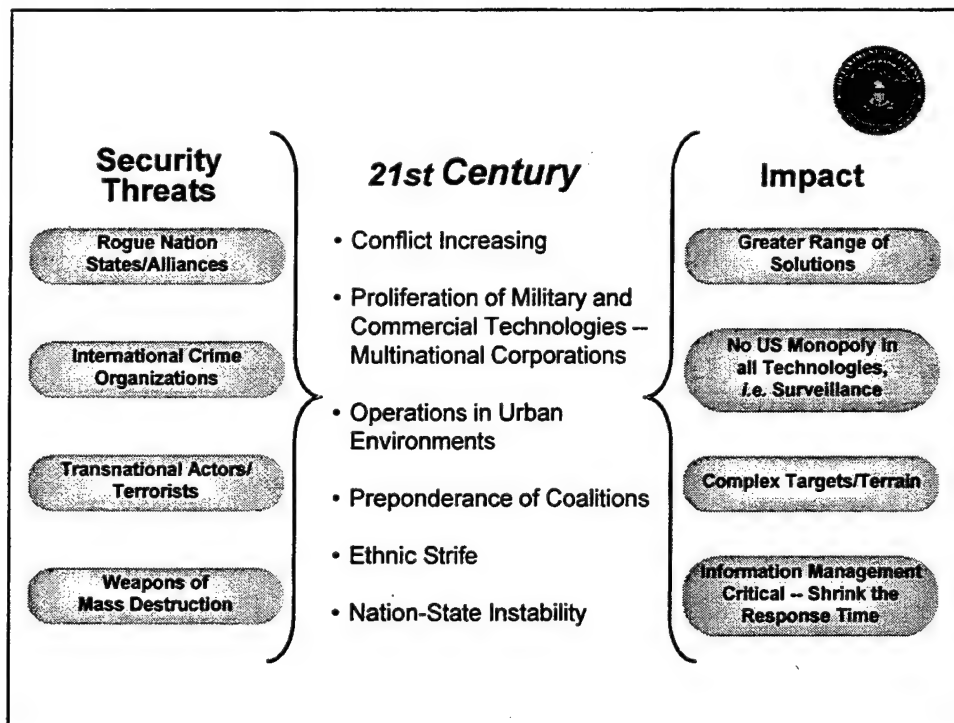 Security
Threats
Rogue Nation
States/Alliances
International Crime
Organizations
Transnational Actors/
Terrorists
Weapons of
Mass Destruction
21st Century
• Conflict Increasing
• Proliferation of Military and
Commercial Technologies --
Multinational Corporations
• Operations in Urban
Environments
• Preponderance of Coalitions
• Ethnic Strife
• Nation-State Instability
Impact
Greater Range of
Solutions
No US Monopoly in
all Technologies,
i.e. Surveillance
Complex Targets/Terrain
Information Management
Critical -- Shrink the
Response Time